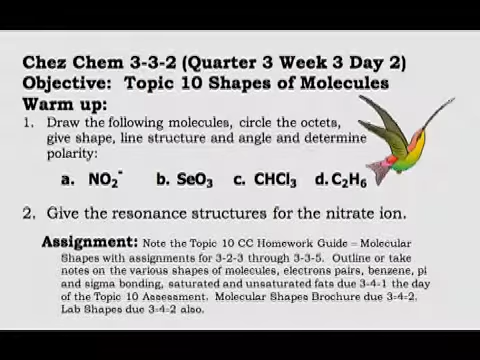 Chez Chem 3-3-2 (Quarter 3 Week 3 Day 2)
Objective: Topic 10 Shapes of Molecules
Warm up:
1. Draw the following molecules, circle the octets,
give shape, line structure and angle and determine
polarity:
a. NO₂⁻ b. SeO₃ c. CHCl₃ d. C₂H₆
2. Give the resonance structures for the nitrate ion.
Assignment: Note the Topic 10 CC Homework Guide – Molecular
Shapes with assignments for 3-2-3 through 3-3-5. Outline or take
notes on the various shapes of molecules, electrons pairs, benzene, pi
and sigma bonding, saturated and unsaturated fats due 3-4-1 the day
of the Topic 10 Assessment. Molecular Shapes Brochure due 3-4-2.
Lab Shapes due 3-4-2 also.